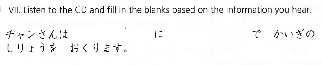 VII. Listen to the CD and fill in the blanks based on the information you hear.
チャンさんは に で かいぎの
しりょうを おくります。